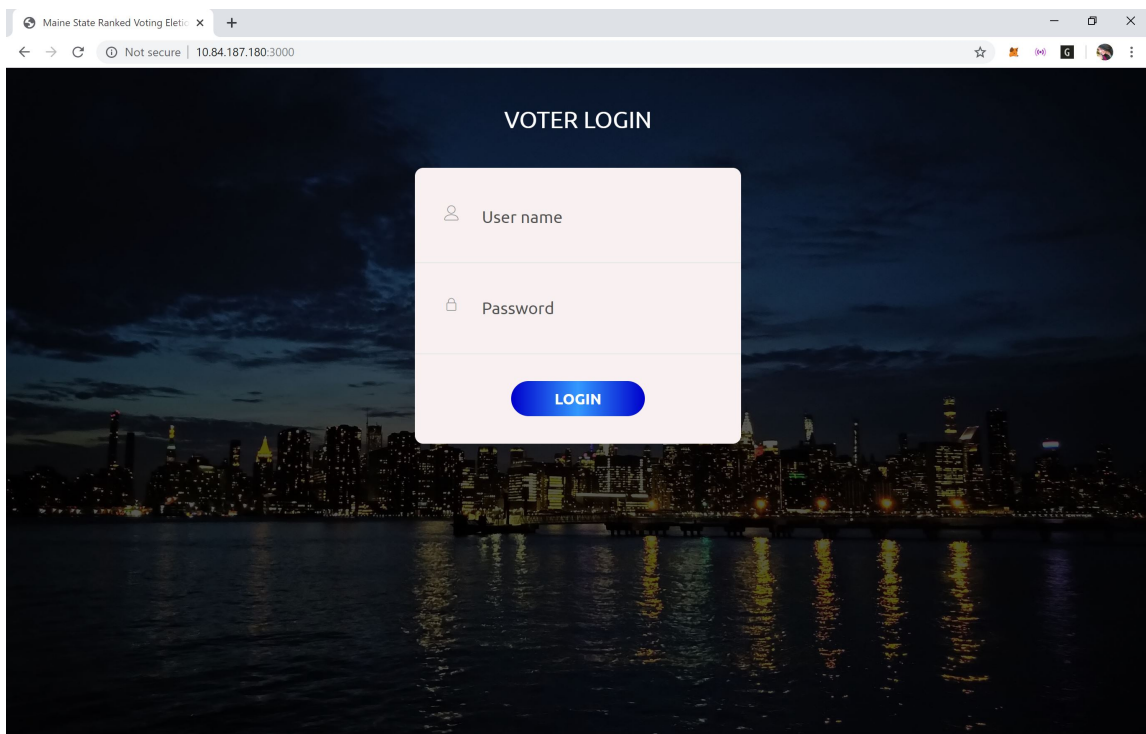 Maine State Ranked Voting Eletic
Not secure | 10.84.187.180:3000
G
VOTER LOGIN
User name
Password
LOGIN